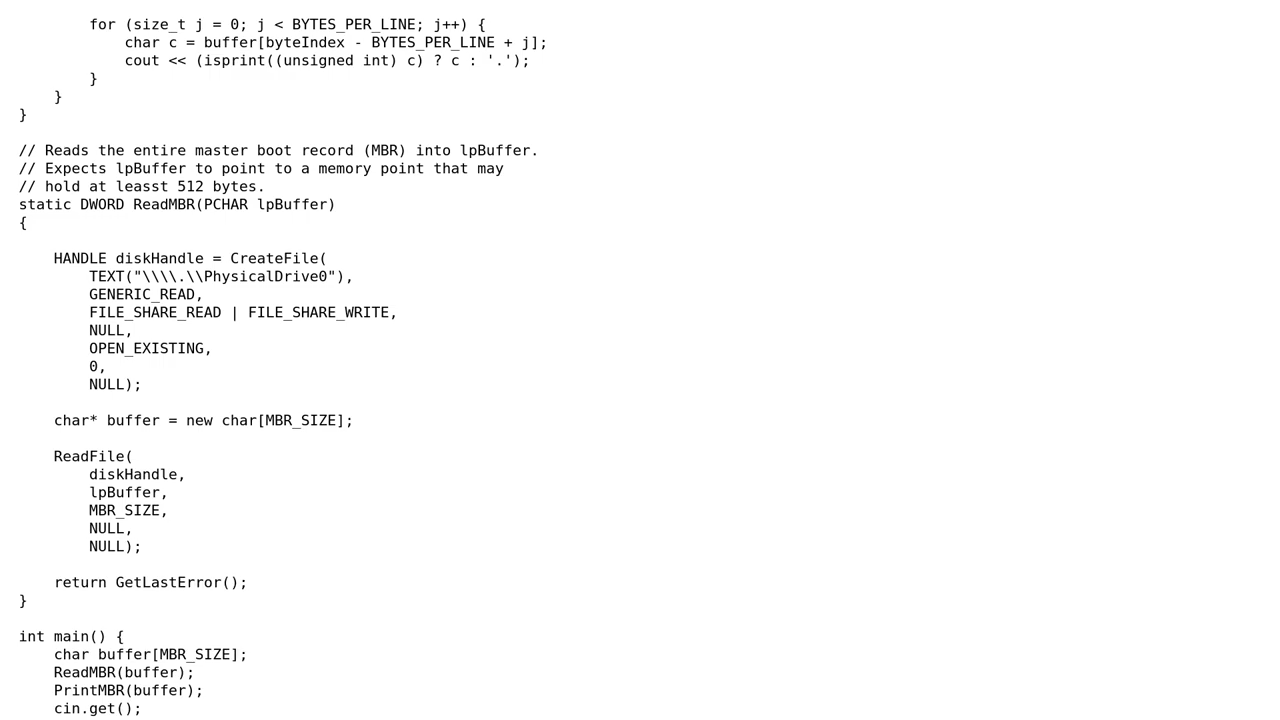 for (size_t j = 0; j < BYTES_PER_LINE; j++) {
            char c = buffer[byteIndex - BYTES_PER_LINE + j];
            cout << (isprint((unsigned int) c) ? c : '.');
        }
    }
}

// Reads the entire master boot record (MBR) into lpBuffer.
// Expects lpBuffer to point to a memory point that may
// hold at leasst 512 bytes.
static DWORD ReadMBR(PCHAR lpBuffer)
{

    HANDLE diskHandle = CreateFile(
        TEXT("\\\\.\\PhysicalDrive0"),
        GENERIC_READ,
        FILE_SHARE_READ | FILE_SHARE_WRITE,
        NULL,
        OPEN_EXISTING,
        0,
        NULL);

    char* buffer = new char[MBR_SIZE];

    ReadFile(
        diskHandle,
        lpBuffer,
        MBR_SIZE,
        NULL,
        NULL);

    return GetLastError();
}

int main() {
    char buffer[MBR_SIZE];
    ReadMBR(buffer);
    PrintMBR(buffer);
    cin.get();